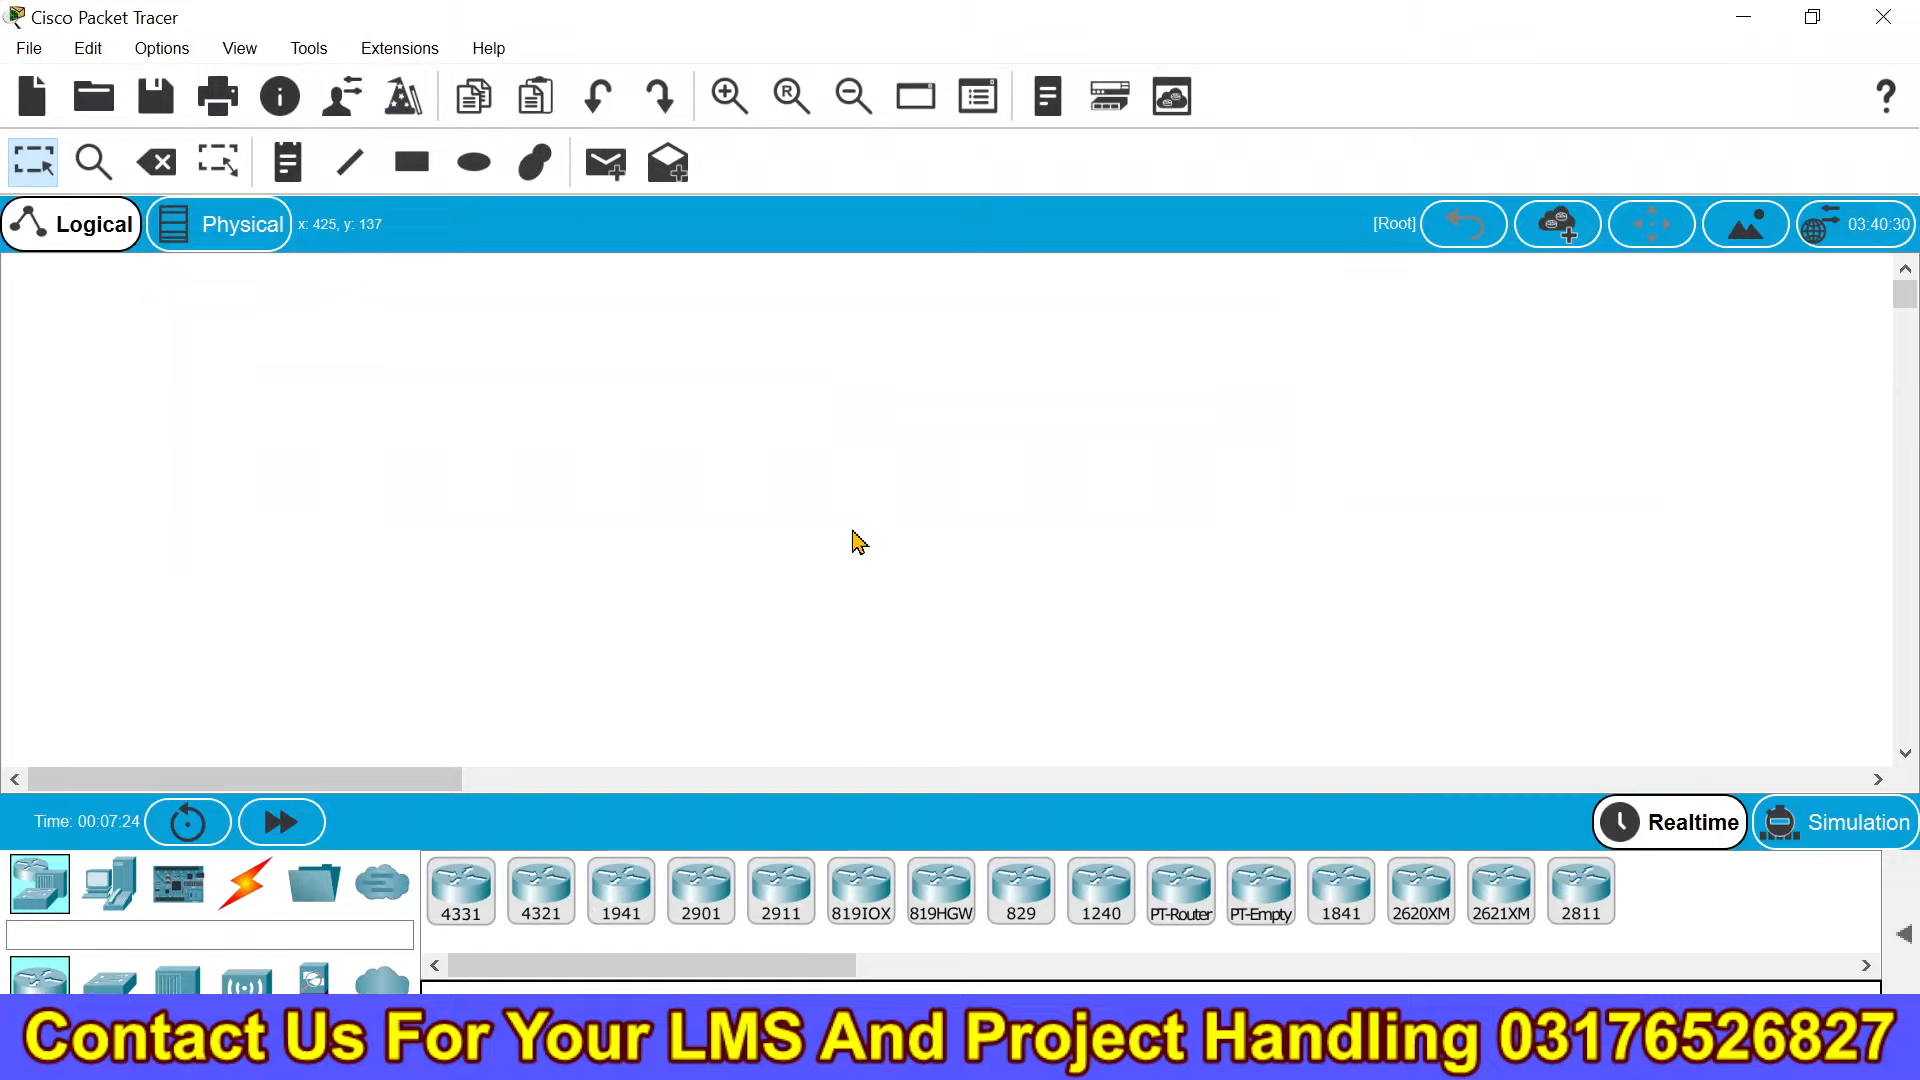 Cisco Packet Tracer
File Edit Options View Tools Extensions Help
Logical Physical x: 425, y: 137 [Root] 03:40:30
Time: 00:07:24 Realtime Simulation
4331 4321 1941 2901 2911 819IOX 819HGW 829 1240 PT-Router PT-Empty 1841 2620XM 2621XM 2811
Contact Us For Your LMS And Project Handling 03176526827